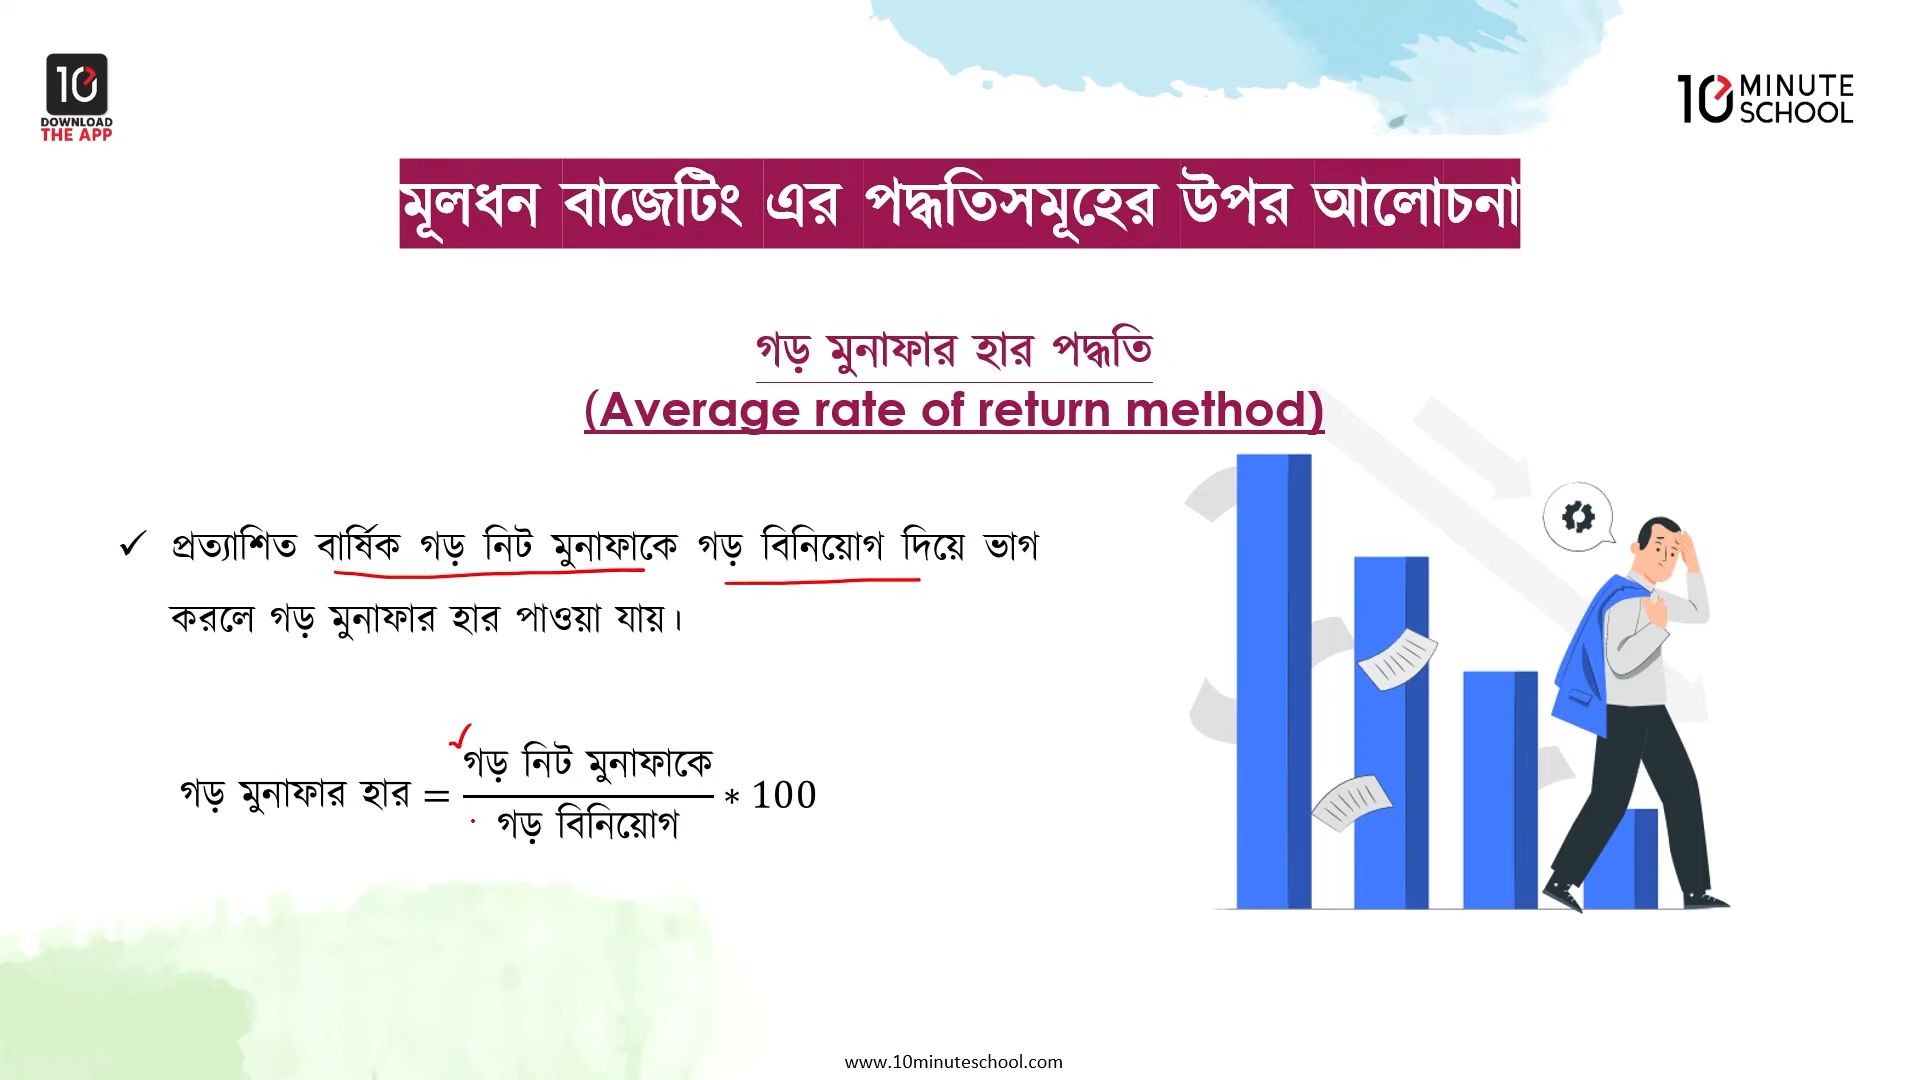 10
DOWNLOAD
THE APP
10 MINUTE
SCHOOL
মূলধন বাজেটিং এর পদ্ধতিসমূহের উপর আলোচনা
গড় মুনাফার হার পদ্ধতি
(Average rate of return method)
✓ প্রত্যাশিত বার্ষিক গড় নিট মুনাফাকে গড় বিনিয়োগ দিয়ে ভাগ
করলে গড় মুনাফার হার পাওয়া যায়।
গড় নিট মুনাফাকে
গড় মুনাফার হার = ∗ 100
গড় বিনিয়োগ
www.10minuteschool.com